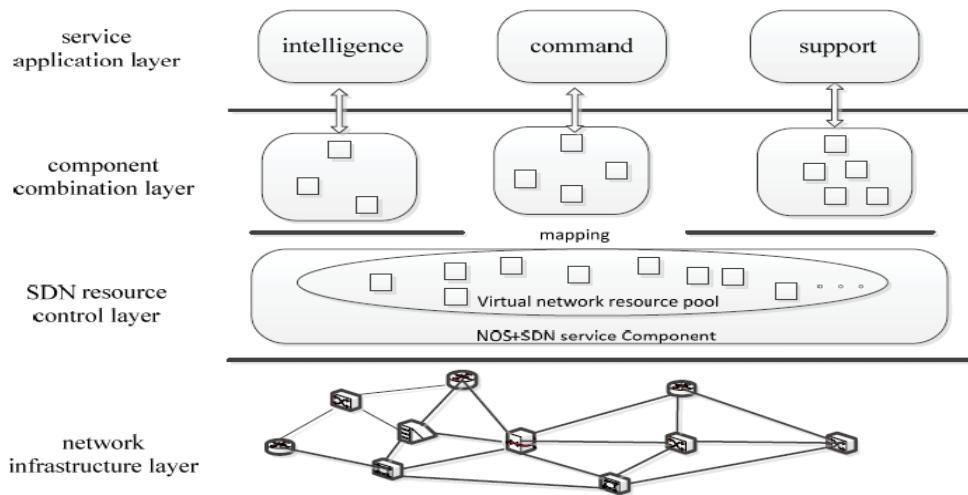 service
application layer
intelligence
command
support
component
combination layer
mapping
SDN resource
control layer
Virtual network resource pool
NOS+SDN service Component
network
infrastructure layer